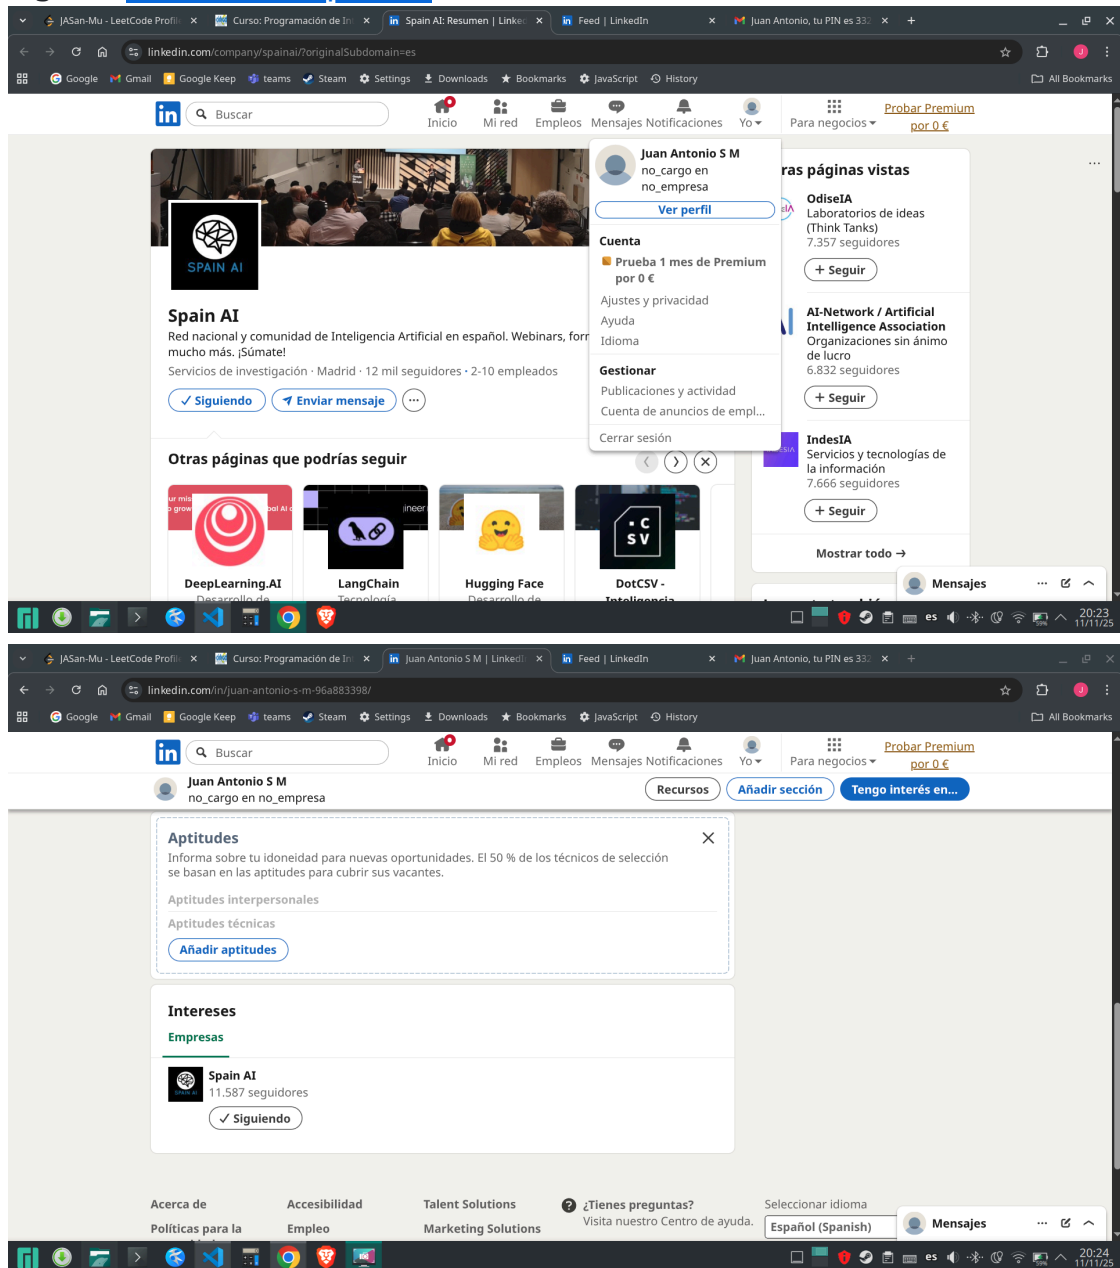 JASan-Mu - LeetCode Profil
Curso: Programación de In
Spain AI: Resumen | Linked
Feed | LinkedIn
Juan Antonio, tu PIN es 332
linkedin.com/company/spainai/?originalSubdomain=es
Google
Gmail
Google Keep
teams
Steam
Settings
Downloads
Bookmarks
JavaScript
History
All Bookmarks
Buscar
Inicio
Mi red
Empleos
Mensajes
Notificaciones
Yo
Para negocios
Probar Premium
por 0 €
SPAIN AI
Spain AI
Red nacional y comunidad de Inteligencia Artificial en español. Webinars, forr
mucho más. ¡Súmate!
Servicios de investigación · Madrid · 12 mil seguidores · 2-10 empleados
Siguiendo
Enviar mensaje
Juan Antonio S M
no_cargo en
no_empresa
Ver perfil
Cuenta
Prueba 1 mes de Premium
por 0 €
Ajustes y privacidad
Ayuda
Idioma
Gestionar
Publicaciones y actividad
Cuenta de anuncios de empl...
Cerrar sesión
ras páginas vistas
OdiseIA
Laboratorios de ideas
(Think Tanks)
7.357 seguidores
+ Seguir
AI-Network / Artificial
Intelligence Association
Organizaciones sin ánimo
de lucro
6.832 seguidores
+ Seguir
IndesIA
Servicios y tecnologías de
la información
7.666 seguidores
+ Seguir
Mostrar todo →
Otras páginas que podrías seguir
DeepLearning.AI
Desarrollo de
LangChain
Tecnología
Hugging Face
Desarrollo de
.C
SV
DotCSV -
Inteligencia
Mensajes
es
20:23
11/11/25
JASan-Mu - LeetCode Profil
Curso: Programación de In
Juan Antonio S M | LinkedI
Feed | LinkedIn
Juan Antonio, tu PIN es 332
linkedin.com/in/juan-antonio-s-m-96a883398/
Google
Gmail
Google Keep
teams
Steam
Settings
Downloads
Bookmarks
JavaScript
History
All Bookmarks
Buscar
Inicio
Mi red
Empleos
Mensajes
Notificaciones
Yo
Para negocios
Probar Premium
por 0 €
Juan Antonio S M
no_cargo en no_empresa
Recursos
Añadir sección
Tengo interés en...
Aptitudes
Informa sobre tu idoneidad para nuevas oportunidades. El 50 % de los técnicos de selección
se basan en las aptitudes para cubrir sus vacantes.
Aptitudes interpersonales
Aptitudes técnicas
Añadir aptitudes
Intereses
Empresas
SPAIN AI
Spain AI
11.587 seguidores
Siguiendo
Acerca de
Accesibilidad
Talent Solutions
¿Tienes preguntas?
Visita nuestro Centro de ayuda.
Seleccionar idioma
Español (Spanish)
Políticas para la
Empleo
Marketing Solutions
Mensajes
es
20:24
11/11/25